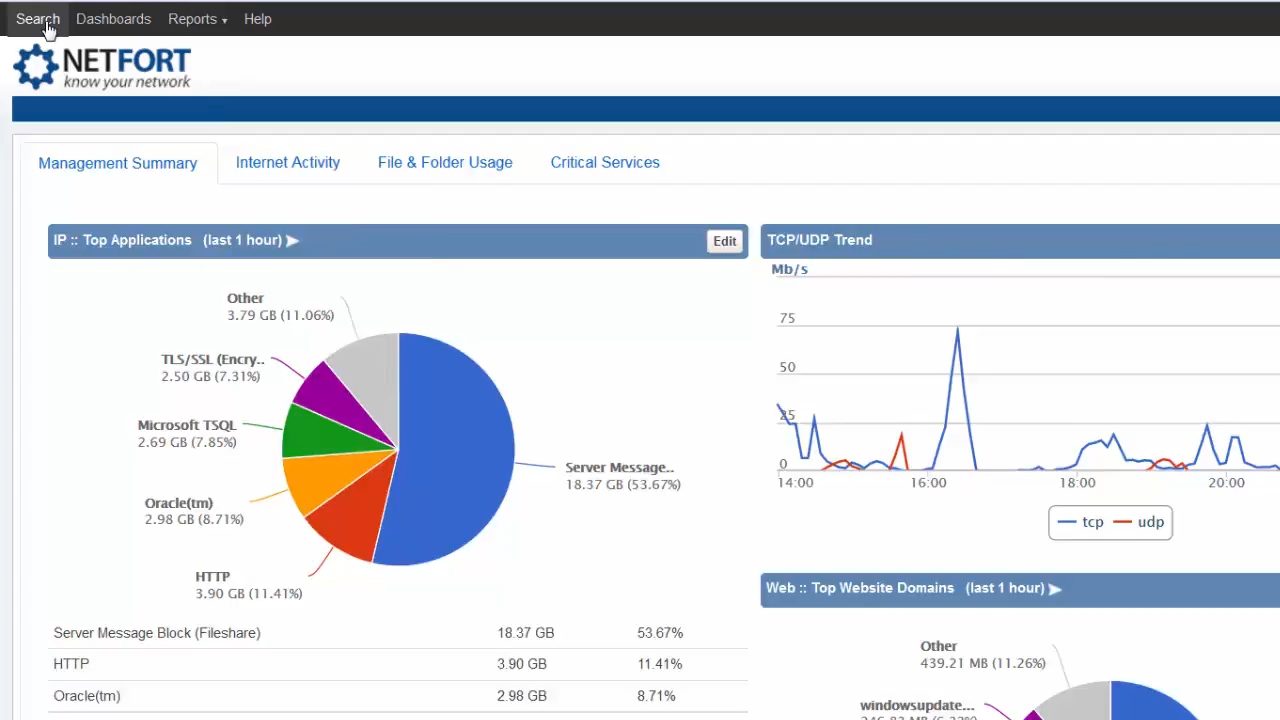 Search Dashboards Reports Help
NETFORT
know your network
Management Summary Internet Activity File & Folder Usage Critical Services
IP :: Top Applications (last 1 hour)
Edit
Other
3.79 GB (11.06%)
TLS/SSL (Encry..
2.50 GB (7.31%)
Microsoft TSQL
2.69 GB (7.85%)
Oracle(tm)
2.98 GB (8.71%)
HTTP
3.90 GB (11.41%)
Server Message..
18.37 GB (53.67%)
Server Message Block (Fileshare) 18.37 GB 53.67%
HTTP 3.90 GB 11.41%
Oracle(tm) 2.98 GB 8.71%
TCP/UDP Trend
Mb/s
75
50
25
0
14:00 16:00 18:00 20:00
tcp udp
Web :: Top Website Domains (last 1 hour)
Other
439.21 MB (11.26%)
windowsupdate...